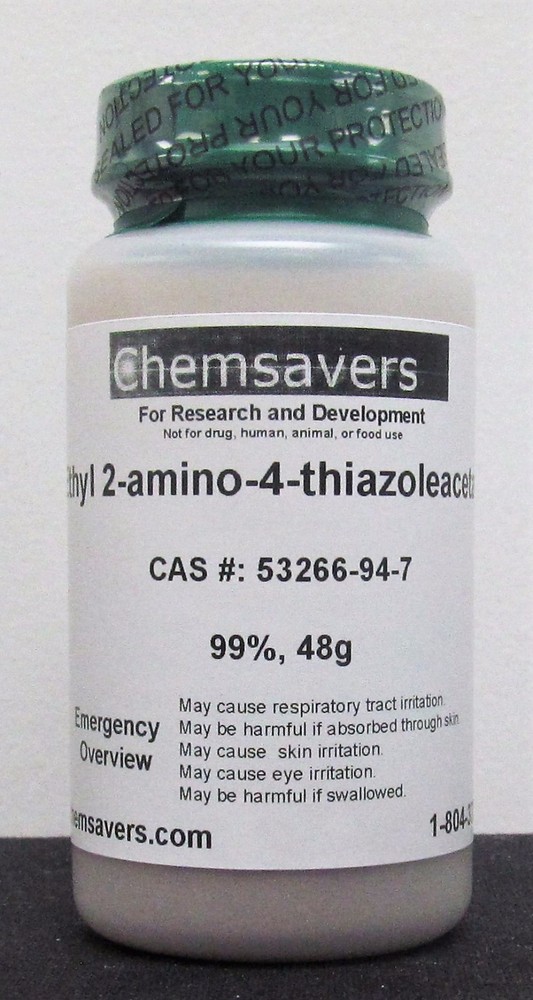 SEALED FOR YOUR PROTECTION
Chemsavers
For Research and Development
Not for drug, human, animal, or food use
thyl 2-amino-4-thiazoleaceta
CAS #: 53266-94-7
99%, 48g
Emergency
Overview
May cause respiratory tract irritation.
May be harmful if absorbed through skin.
May cause skin irritation.
May cause eye irritation.
May be harmful if swallowed.
emsavers.com
1-804-3